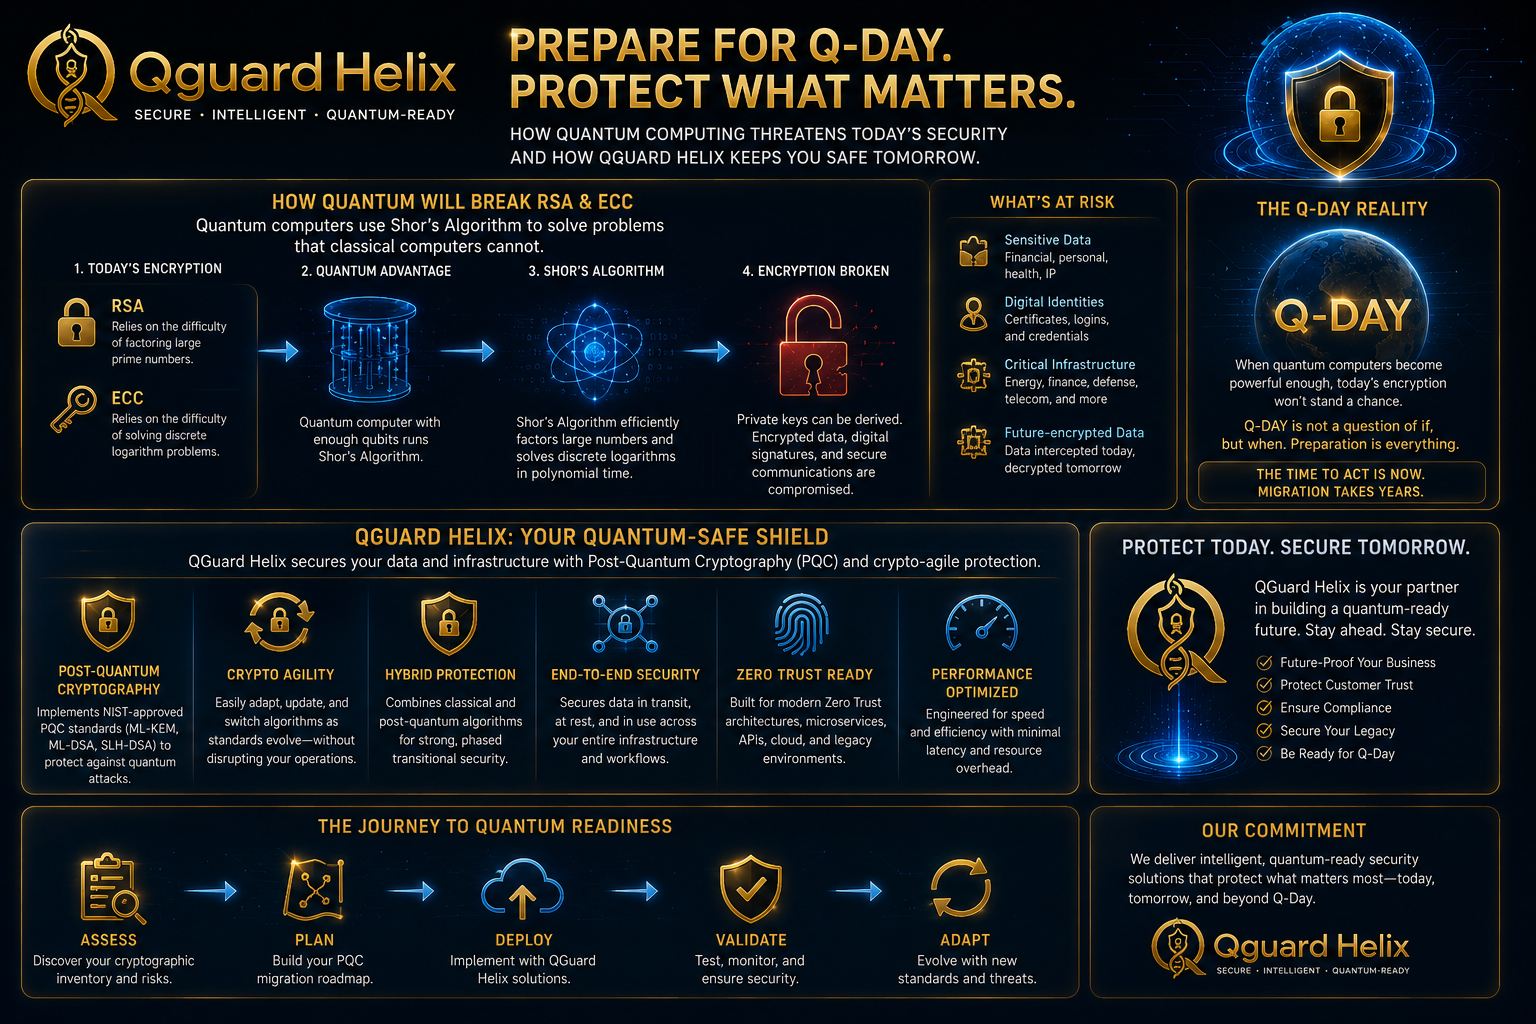 Qguard Helix
SECURE · INTELLIGENT · QUANTUM-READY
PREPARE FOR Q-DAY.
PROTECT WHAT MATTERS.
HOW QUANTUM COMPUTING THREATENS TODAY'S SECURITY
AND HOW QGUARD HELIX KEEPS YOU SAFE TOMORROW.
HOW QUANTUM WILL BREAK RSA & ECC
Quantum computers use Shor's Algorithm to solve problems
that classical computers cannot.
1. TODAY'S ENCRYPTION
RSA
Relies on the difficulty
of factoring large
prime numbers.
ECC
Relies on the difficulty
of solving discrete
logarithm problems.
2. QUANTUM ADVANTAGE
Quantum computer with
enough qubits runs
Shor's Algorithm.
3. SHOR'S ALGORITHM
Shor's Algorithm efficiently
factors large numbers and
solves discrete logarithms
in polynomial time.
4. ENCRYPTION BROKEN
Private keys can be derived.
Encrypted data, digital
signatures, and secure
communications are
compromised.
WHAT'S AT RISK
Sensitive Data
Financial, personal,
health, IP
Digital Identities
Certificates, logins,
and credentials
Critical Infrastructure
Energy, finance, defense,
telecom, and more
Future-encrypted Data
Data intercepted today,
decrypted tomorrow
THE Q-DAY REALITY
Q-DAY
When quantum computers become
powerful enough, today's encryption
won't stand a chance.
Q-DAY is not a question of if,
but when. Preparation is everything.
THE TIME TO ACT IS NOW.
MIGRATION TAKES YEARS.
QGUARD HELIX: YOUR QUANTUM-SAFE SHIELD
QGuard Helix secures your data and infrastructure with Post-Quantum Cryptography (PQC) and crypto-agile protection.
POST-QUANTUM
CRYPTOGRAPHY
Implements NIST-approved
PQC standards (ML-KEM,
ML-DSA, SLH-DSA) to
protect against quantum
attacks.
CRYPTO AGILITY
Easily adapt, update, and
switch algorithms as
standards evolve—without
disrupting your operations.
HYBRID PROTECTION
Combines classical and
post-quantum algorithms
for strong, phased
transitional security.
END-TO-END SECURITY
Secures data in transit,
at rest, and in use across
your entire infrastructure
and workflows.
ZERO TRUST READY
Built for modern Zero Trust
architectures, microservices,
APIs, cloud, and legacy
environments.
PERFORMANCE
OPTIMIZED
Engineered for speed
and efficiency with minimal
latency and resource
overhead.
PROTECT TODAY. SECURE TOMORROW.
QGuard Helix is your partner
in building a quantum-ready
future. Stay ahead. Stay secure.
Future-Proof Your Business
Protect Customer Trust
Ensure Compliance
Secure Your Legacy
Be Ready for Q-Day
THE JOURNEY TO QUANTUM READINESS
ASSESS
Discover your cryptographic
inventory and risks.
PLAN
Build your PQC
migration roadmap.
DEPLOY
Implement with QGuard
Helix solutions.
VALIDATE
Test, monitor, and
ensure security.
ADAPT
Evolve with new
standards and threats.
OUR COMMITMENT
We deliver intelligent, quantum-ready security
solutions that protect what matters most—today,
tomorrow, and beyond Q-Day.
Qguard Helix
SECURE · INTELLIGENT · QUANTUM-READY